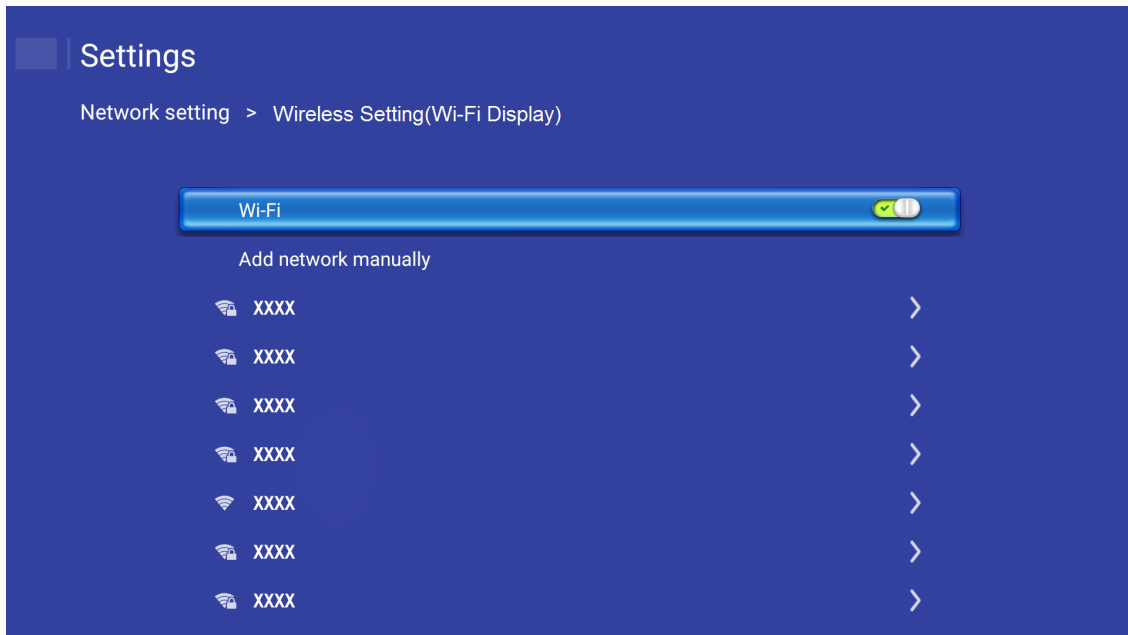 Settings
Network setting > Wireless Setting(Wi-Fi Display)
Wi-Fi
Add network manually
XXXX
XXXX
XXXX
XXXX
XXXX
XXXX
XXXX